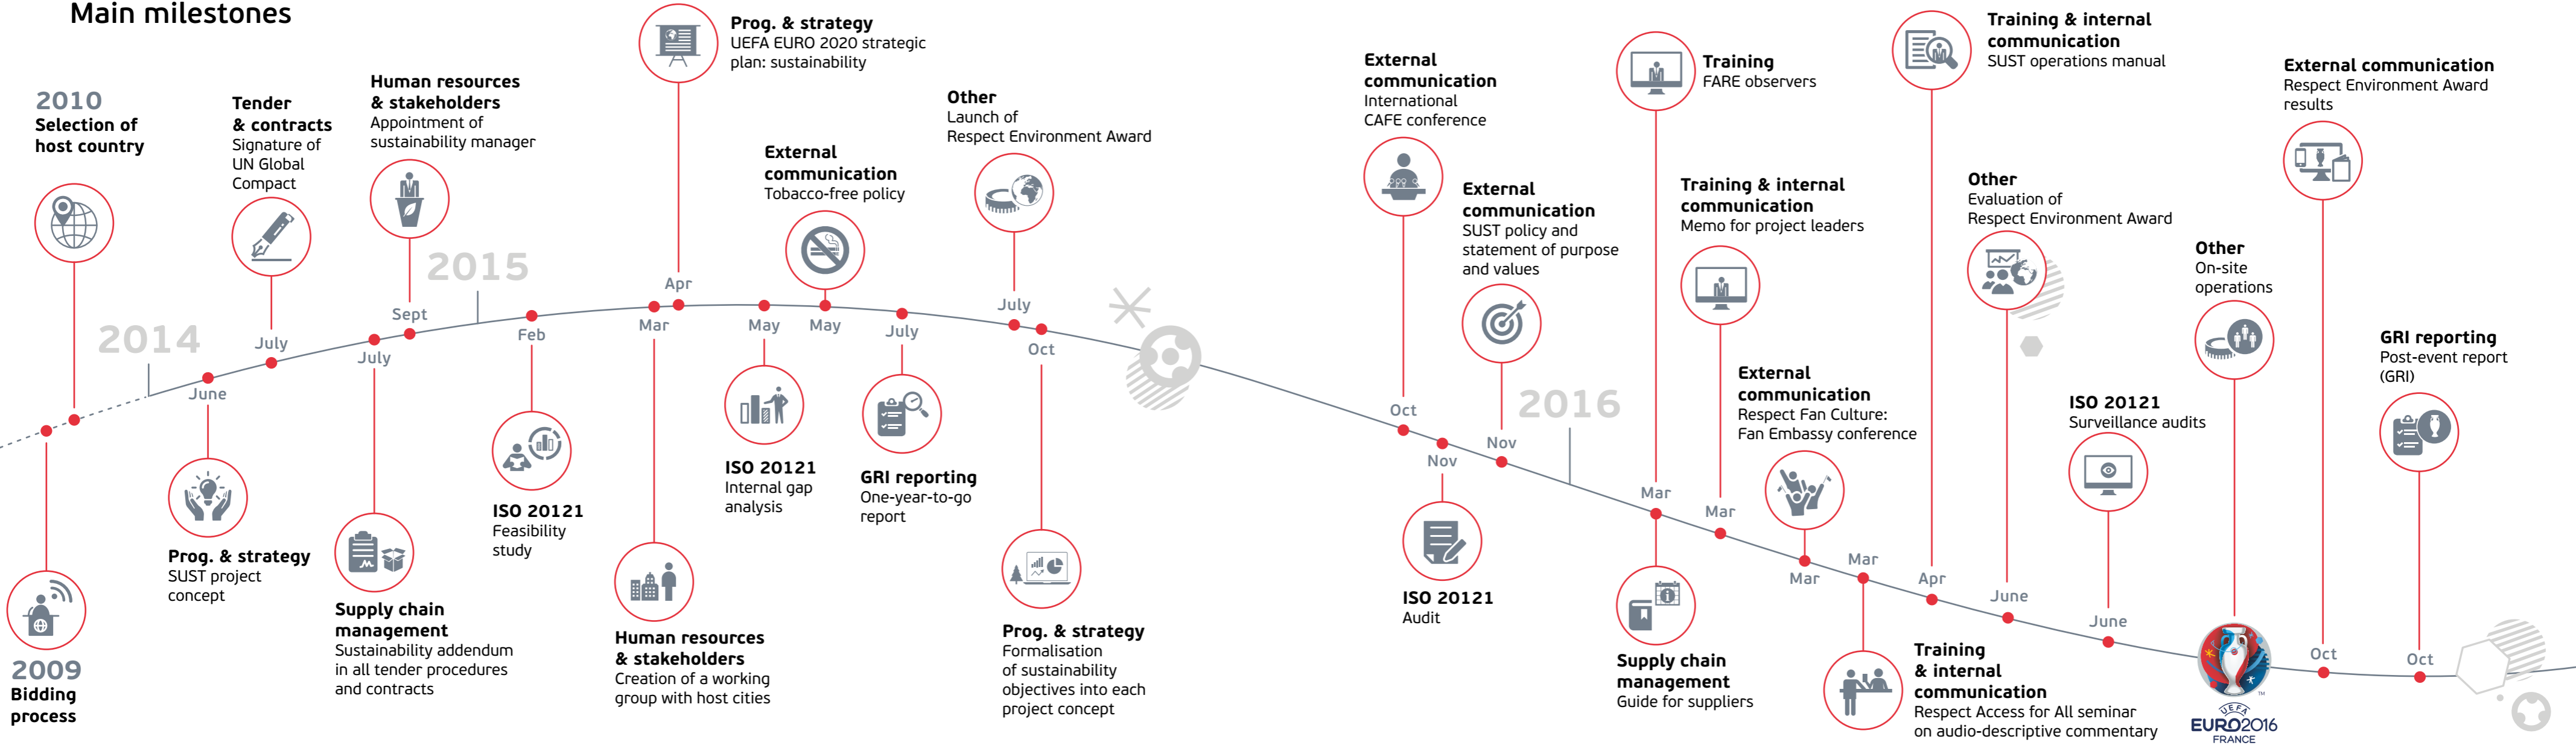 Main milestones
2009
Bidding
process
2010
Selection of
host country
2014
June
Prog. & strategy
SUST project
concept
Tender
& contracts
Signature of
UN Global
Compact
July
July
Supply chain
management
Sustainability addendum
in all tender procedures
and contracts
Human resources
& stakeholders
Appointment of
sustainability manager
Sept
2015
Feb
ISO 20121
Feasibility
study
Mar
Human resources
& stakeholders
Creation of a working
group with host cities
Prog. & strategy
UEFA EURO 2020 strategic
plan: sustainability
Apr
May
ISO 20121
Internal gap
analysis
External
communication
Tobacco-free policy
May
July
GRI reporting
One-year-to-go
report
Other
Launch of
Respect Environment Award
July
Oct
Prog. & strategy
Formalisation
of sustainability
objectives into each
project concept
External
communication
International
CAFE conference
Oct
Nov
ISO 20121
Audit
External
communication
SUST policy and
statement of purpose
and values
Nov
2016
Training
FARE observers
Mar
Supply chain
management
Guide for suppliers
Training & internal
communication
Memo for project leaders
Mar
External
communication
Respect Fan Culture:
Fan Embassy conference
Mar
Mar
Training
& internal
communication
Respect Access for All seminar
on audio-descriptive commentary
Training & internal
communication
SUST operations manual
Apr
Other
Evaluation of
Respect Environment Award
June
ISO 20121
Surveillance audits
June
Other
On-site
operations
TM
UEFA
EURO2016
FRANCE
External communication
Respect Environment Award
results
Oct
GRI reporting
Post-event report
(GRI)
Oct